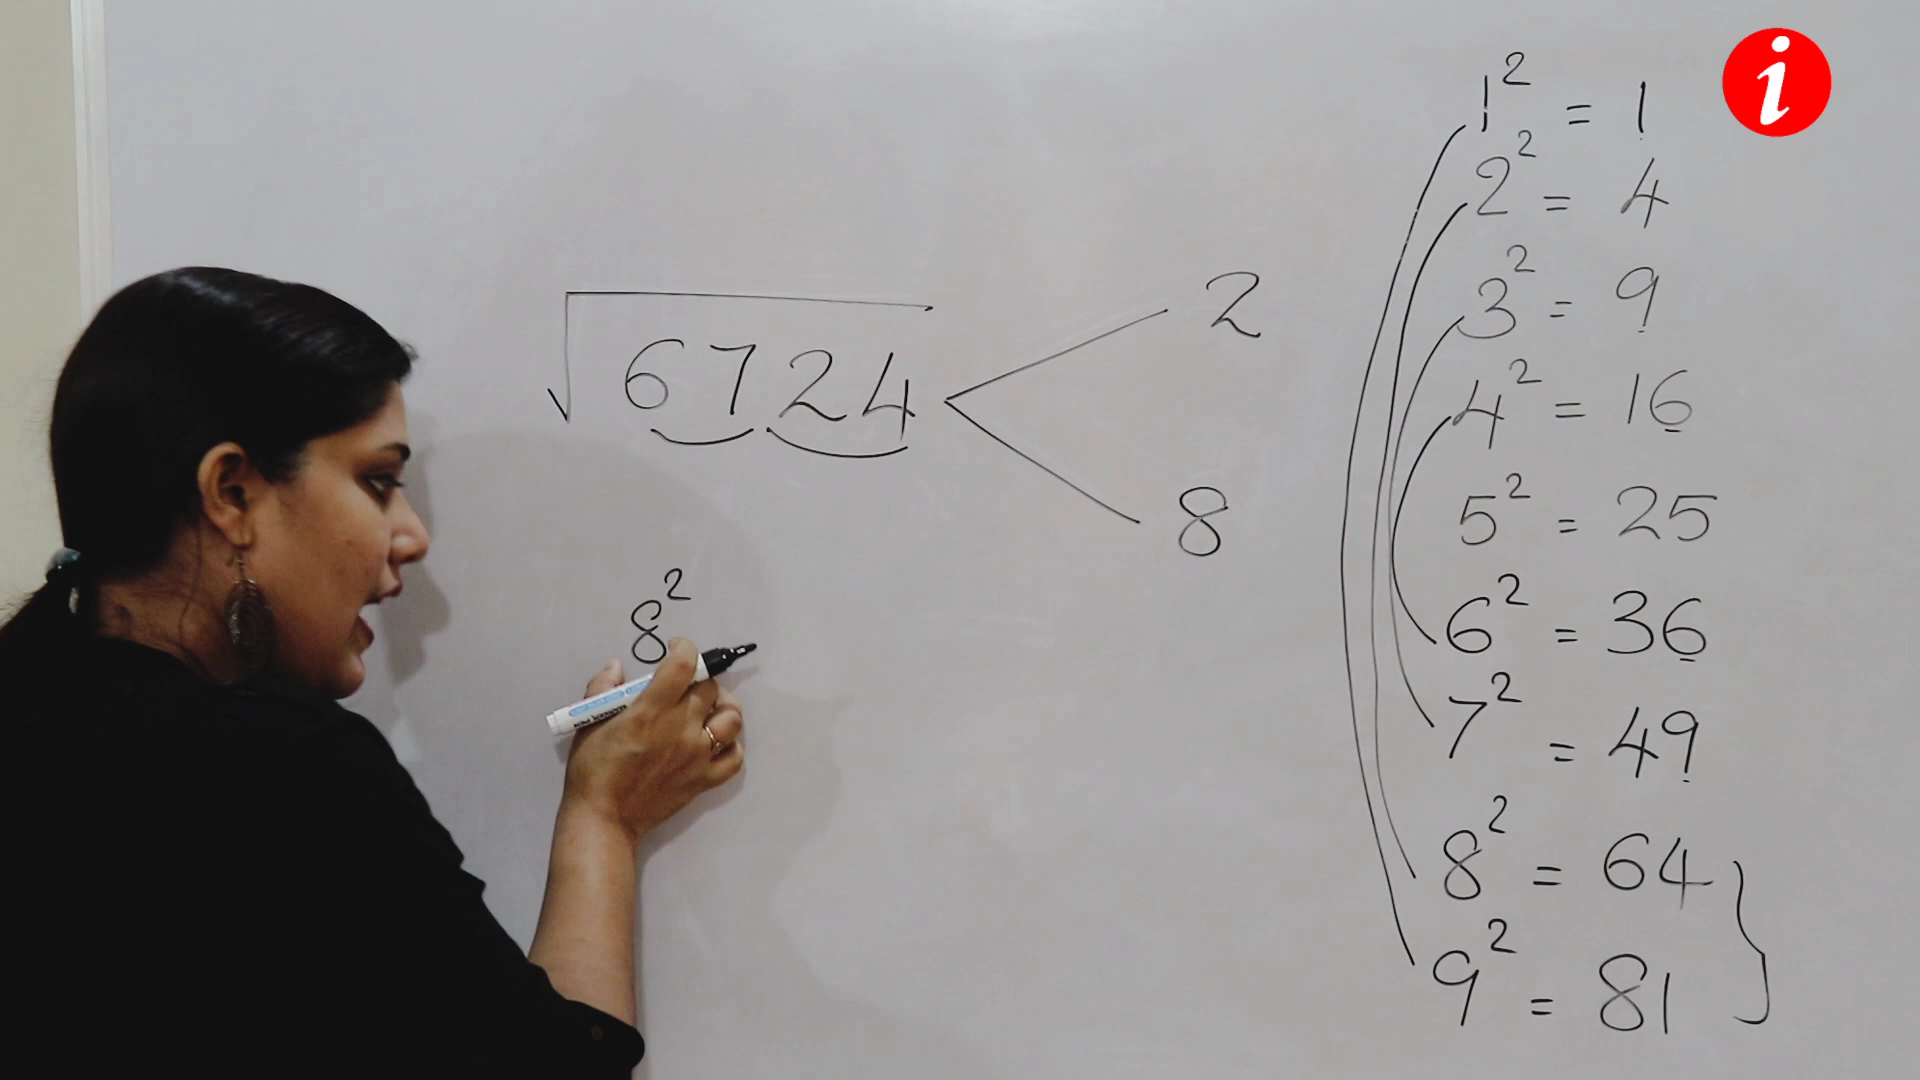 √6724
2
8
8²
1² = 1
2² = 4
3² = 9
4² = 16
5² = 25
6² = 36
7² = 49
8² = 64
9² = 81
i